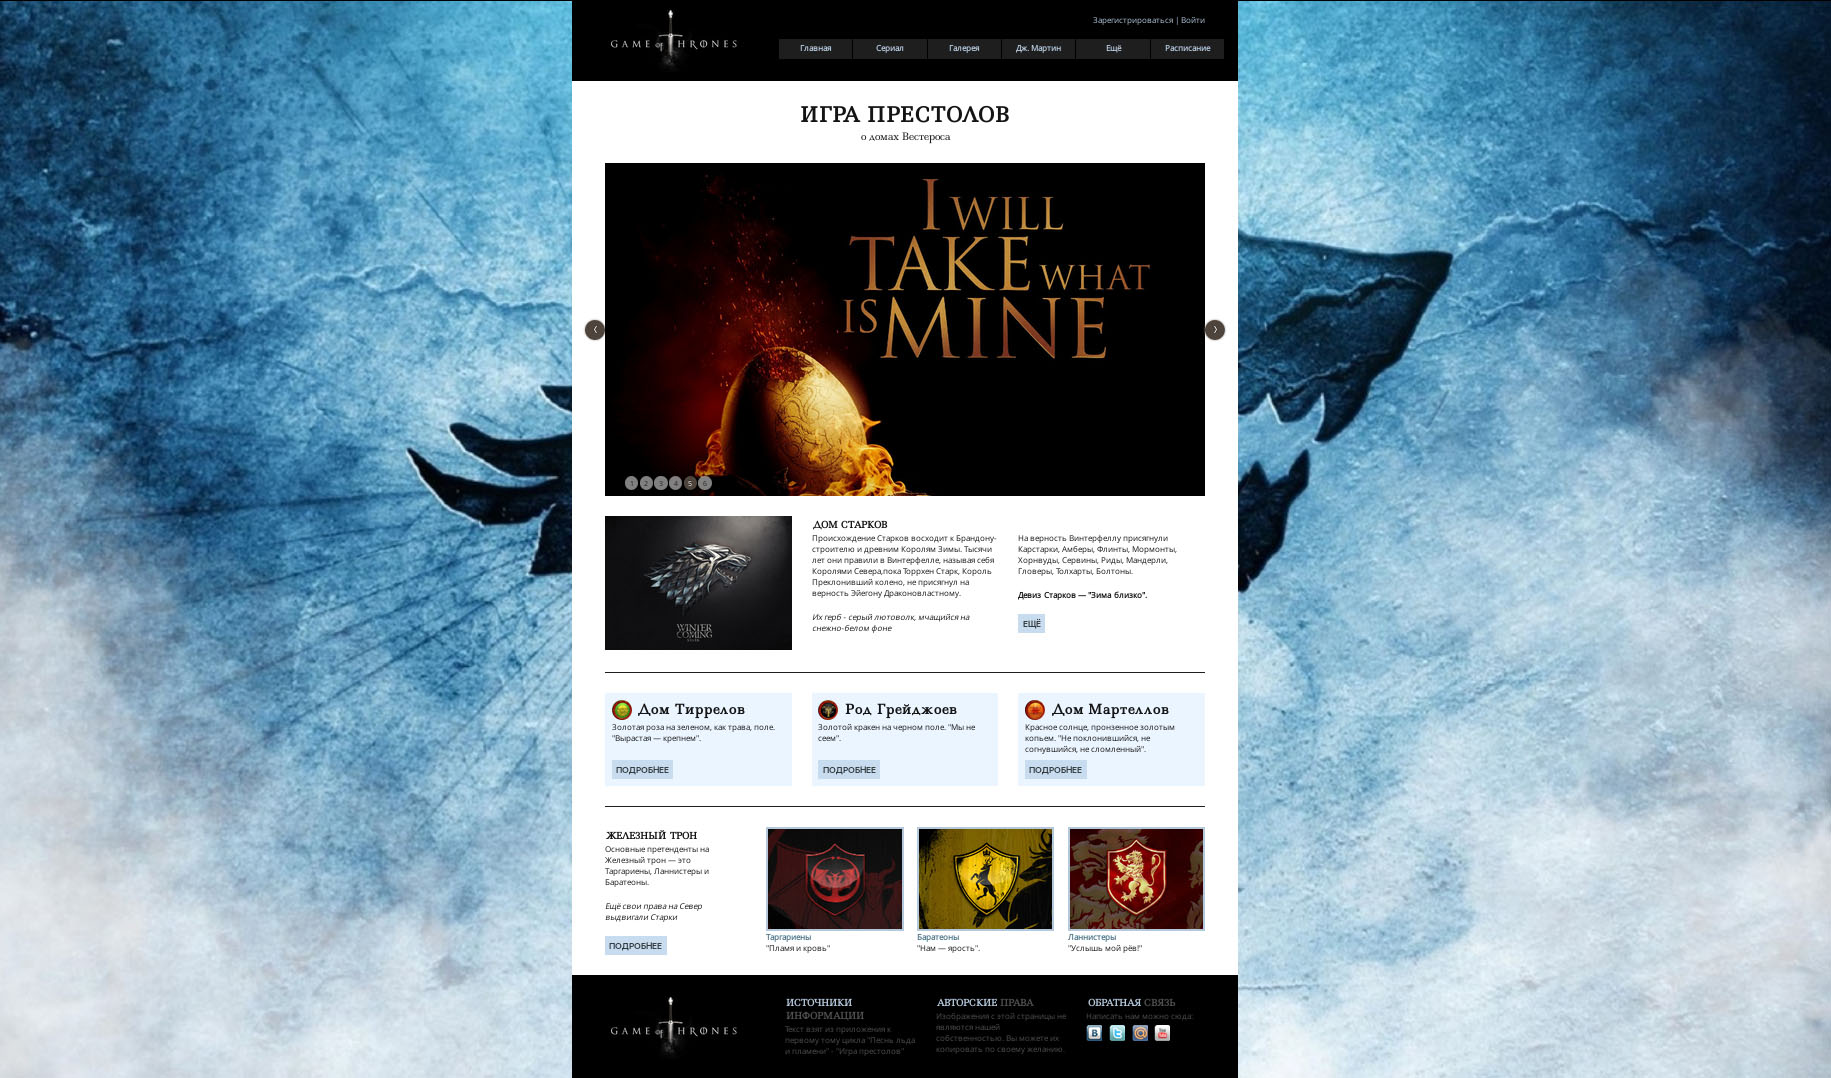 Зарегистрироваться | Войти
GAME of THRONES
Главная
Сериал
Галерея
Дж. Мартин
Ещё
Расписание
ИГРА ПРЕСТОЛОВ
о домах Вестероса
I WILL
TAKE WHAT
IS MINE
‹
›
1 2 3 4 5 6
WINTER
COMING
ДОМ СТАРКОВ
Происхождение Старков восходит к Брандону-
строителю и древним Королям Зимы. Тысячи
лет они правили в Винтерфелле, называя себя
Королями Севера,пока Торрхен Старк, Король
Преклонивший колено, не присягнул на
верность Эйегону Драконовластному.
Их герб - серый лютоволк, мчащийся на
снежно-белом фоне
На верность Винтерфеллу присягнули
Карстарки, Амберы, Флинты, Мормонты,
Хорнвуды, Сервины, Риды, Мандерли,
Гловеры, Толхарты, Болтоны.
Девиз Старков — "Зима близко".
ЕЩЁ
Дом Тиррелов
Золотая роза на зеленом, как трава, поле.
"Вырастая — крепнем".
ПОДРОБНЕЕ
Род Грейджоев
Золотой кракен на черном поле. "Мы не
сеем".
ПОДРОБНЕЕ
Дом Мартеллов
Красное солнце, пронзенное золотым
копьем. "Не поклонившийся, не
согнувшийся, не сломленный".
ПОДРОБНЕЕ
ЖЕЛЕЗНЫЙ ТРОН
Основные претенденты на
Железный трон — это
Таргариены, Ланнистеры и
Баратеоны.
Ещё свои права на Север
выдвигали Старки
ПОДРОБНЕЕ
Таргариены
"Пламя и кровь"
Баратеоны
"Нам — ярость".
Ланнистеры
"Услышь мой рёв!"
GAME of THRONES
ИСТОЧНИКИ
ИНФОРМАЦИИ
Текст взят из приложения к
первому тому цикла "Песнь льда
и пламени" - "Игра престолов"
АВТОРСКИЕ ПРАВА
Изображения с этой страницы не
являются нашей
собственностью. Вы можете их
копировать по своему желанию.
ОБРАТНАЯ СВЯЗЬ
Написать нам можно сюда: